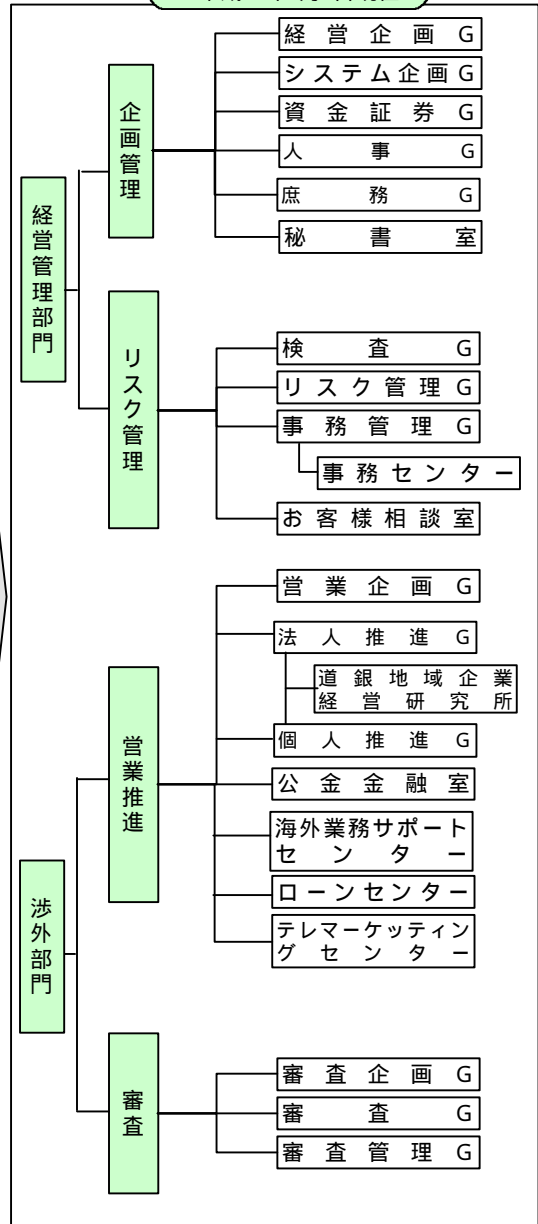 経営管理部門
企画管理
経営企画G
システム企画G
資金証券G
人事G
庶務G
秘書室
リスク管理
検査G
リスク管理G
事務管理G
事務センター
お客様相談室
渉外部門
営業推進
営業企画G
法人推進G
道銀地域企業
経営研究所
個人推進G
公金金融室
海外業務サポート
センター
ローンセンター
テレマーケッティン
グセンター
審査
審査企画G
審査G
審査管理G